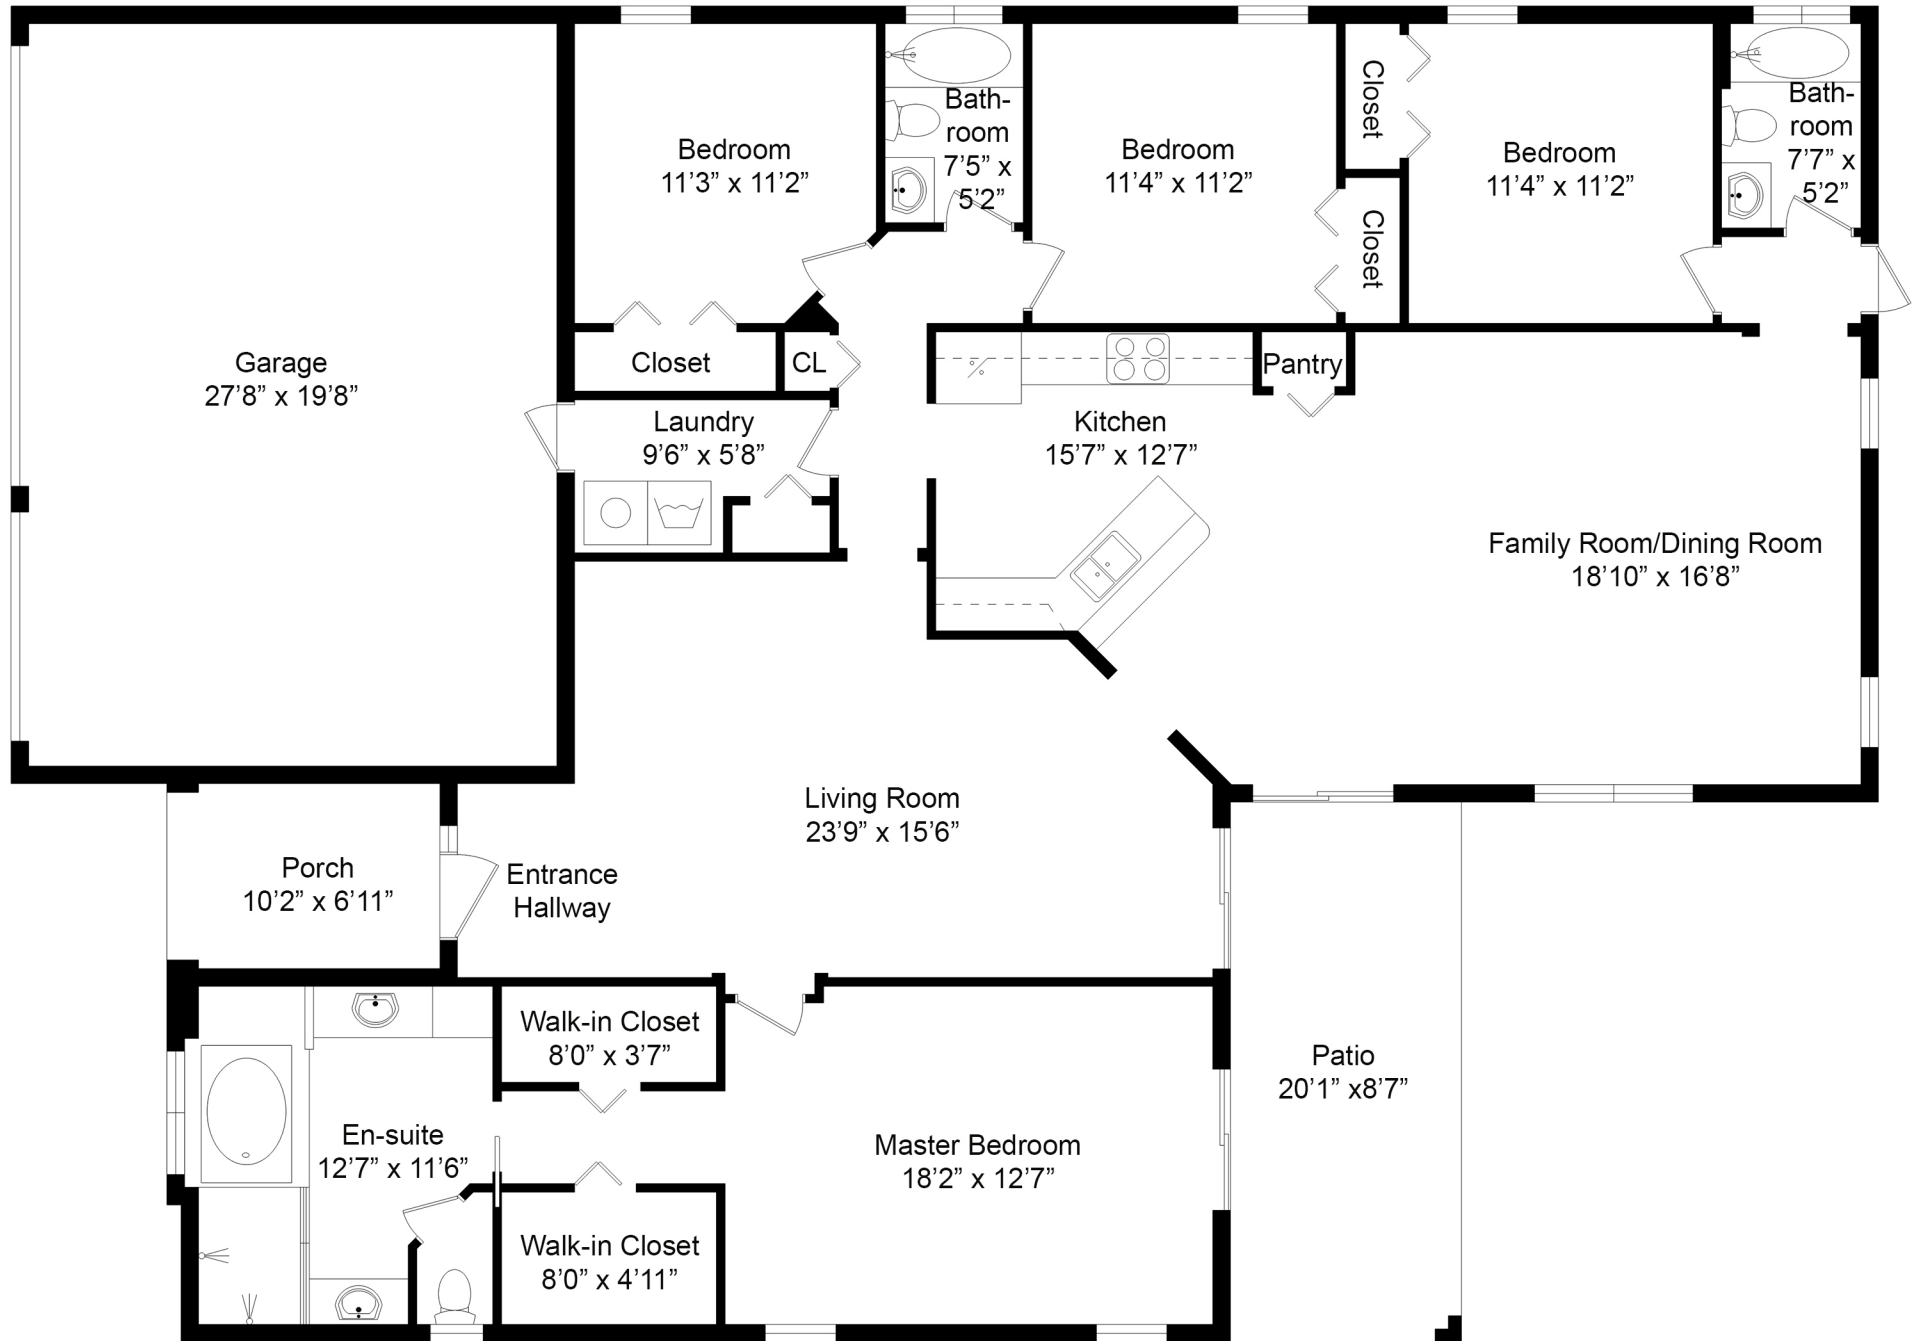 Bedroom
11’3” x 11’2”
Bath-
room
7’5” x
5’2”
Bedroom
11’4” x 11’2”
Closet
Closet
Bedroom
11’4” x 11’2”
Bath-
room
7’7” x
5’2”
Garage
27’8” x 19’8”
Closet
CL
Pantry
Laundry
9’6” x 5’8”
Kitchen
15’7” x 12’7”
Family Room/Dining Room
18’10” x 16’8”
Living Room
23’9” x 15’6”
Porch
10’2” x 6’11”
Entrance
Hallway
Walk-in Closet
8’0” x 3’7”
Patio
20’1” x8’7”
En-suite
12’7” x 11’6”
Master Bedroom
18’2” x 12’7”
Walk-in Closet
8’0” x 4’11”